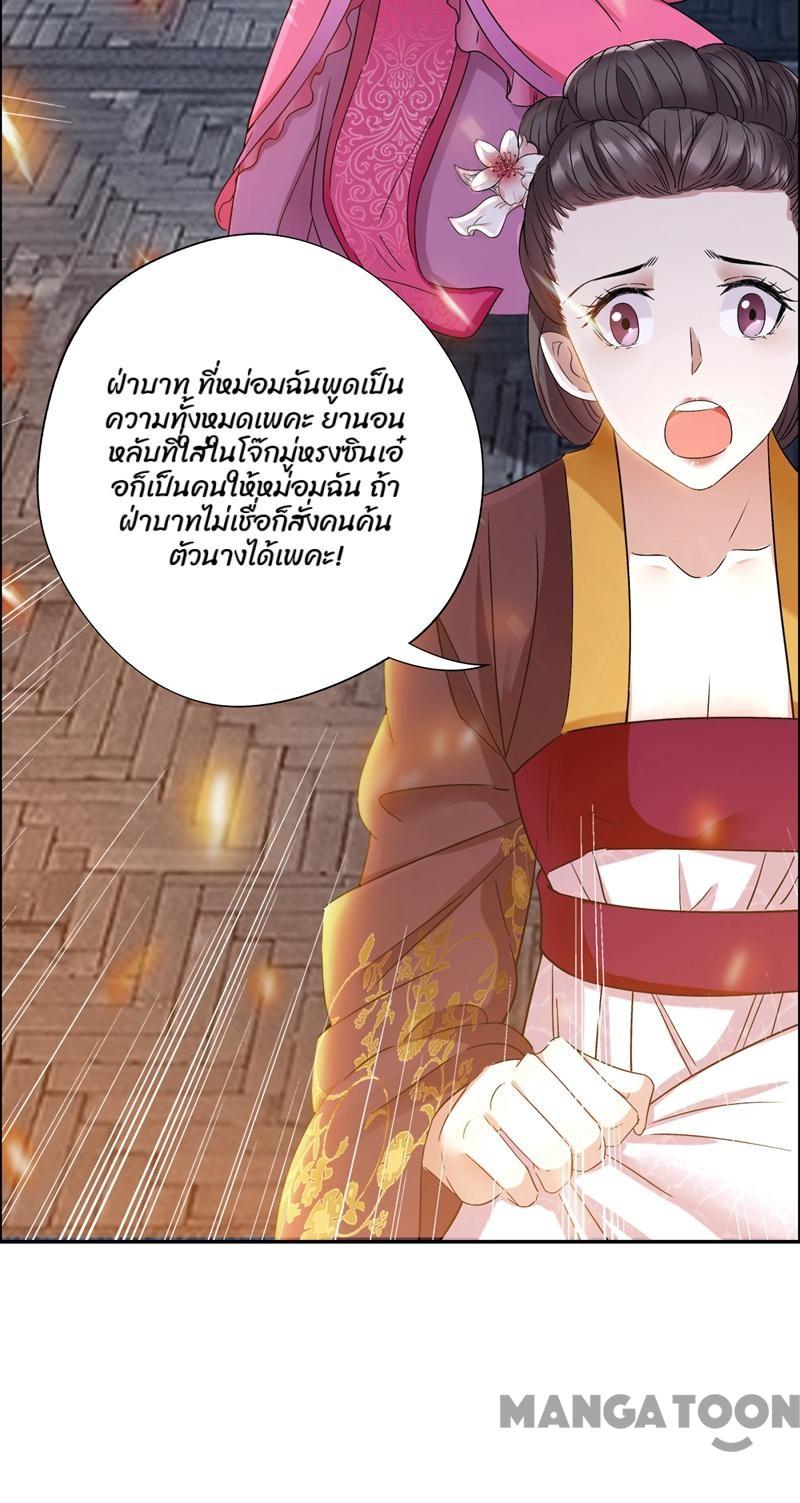 ฝ่าบาท ที่หม่อมฉันพูดเป็น
ความทั้งหมดเพคะ ยานอน
หลับที่ใส่ในโจ๊กมู่หรงซินเอ๋
อก็เป็นคนให้หม่อมฉัน ถ้า
ฝ่าบาทไม่เชื่อก็สั่งคนค้น
ตัวนางได้เพคะ!
MANGATOON